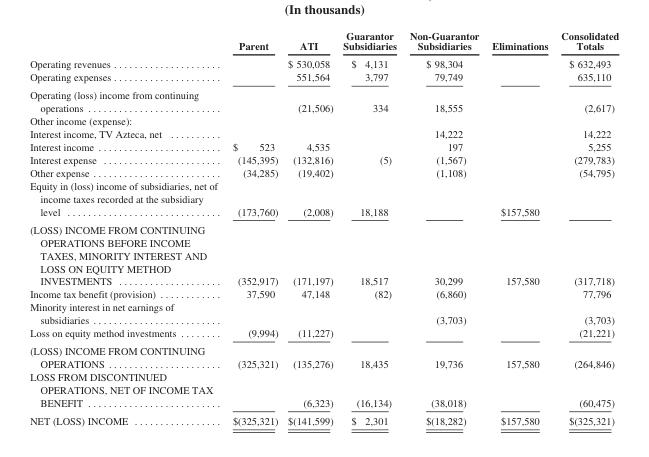 (In thousands)
Parent ATI Guarantor Subsidiaries Non-Guarantor Subsidiaries Eliminations Consolidated Totals
Operating revenues . . . . . . . . . . . . . . . . . . . . . . $ 530,058 $ 4,131 $ 98,304 $ 632,493
Operating expenses . . . . . . . . . . . . . . . . . . . . . . 551,564 3,797 79,749 635,110
Operating (loss) income from continuing
operations . . . . . . . . . . . . . . . . . . . . . . . . . . . (21,506) 334 18,555 (2,617)
Other income (expense):
Interest income, TV Azteca, net . . . . . . . . . . 14,222 14,222
Interest income . . . . . . . . . . . . . . . . . . . . . . . . . $ 523 4,535 197 5,255
Interest expense . . . . . . . . . . . . . . . . . . . . . . . . (145,395) (132,816) (5) (1,567) (279,783)
Other expense . . . . . . . . . . . . . . . . . . . . . . . . . . (34,285) (19,402) (1,108) (54,795)
Equity in (loss) income of subsidiaries, net of
income taxes recorded at the subsidiary
level . . . . . . . . . . . . . . . . . . . . . . . . . . . . . . . (173,760) (2,008) 18,188 $157,580
(LOSS) INCOME FROM CONTINUING
OPERATIONS BEFORE INCOME
TAXES, MINORITY INTEREST AND
LOSS ON EQUITY METHOD
INVESTMENTS . . . . . . . . . . . . . . . . . . . . (352,917) (171,197) 18,517 30,299 157,580 (317,718)
Income tax benefit (provision) . . . . . . . . . . . . 37,590 47,148 (82) (6,860) 77,796
Minority interest in net earnings of
subsidiaries . . . . . . . . . . . . . . . . . . . . . . . . . . (3,703) (3,703)
Loss on equity method investments . . . . . . . . (9,994) (11,227) (21,221)
(LOSS) INCOME FROM CONTINUING
OPERATIONS . . . . . . . . . . . . . . . . . . . . . . (325,321) (135,276) 18,435 19,736 157,580 (264,846)
LOSS FROM DISCONTINUED
OPERATIONS, NET OF INCOME TAX
BENEFIT . . . . . . . . . . . . . . . . . . . . . . . . . . . (6,323) (16,134) (38,018) (60,475)
NET (LOSS) INCOME . . . . . . . . . . . . . . . . . $(325,321) $(141,599) $ 2,301 $(18,282) $157,580 $(325,321)